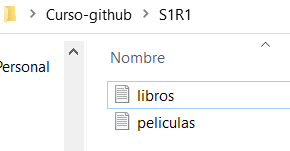 Curso-github > S1R1
Nombre
Personal
libros
peliculas